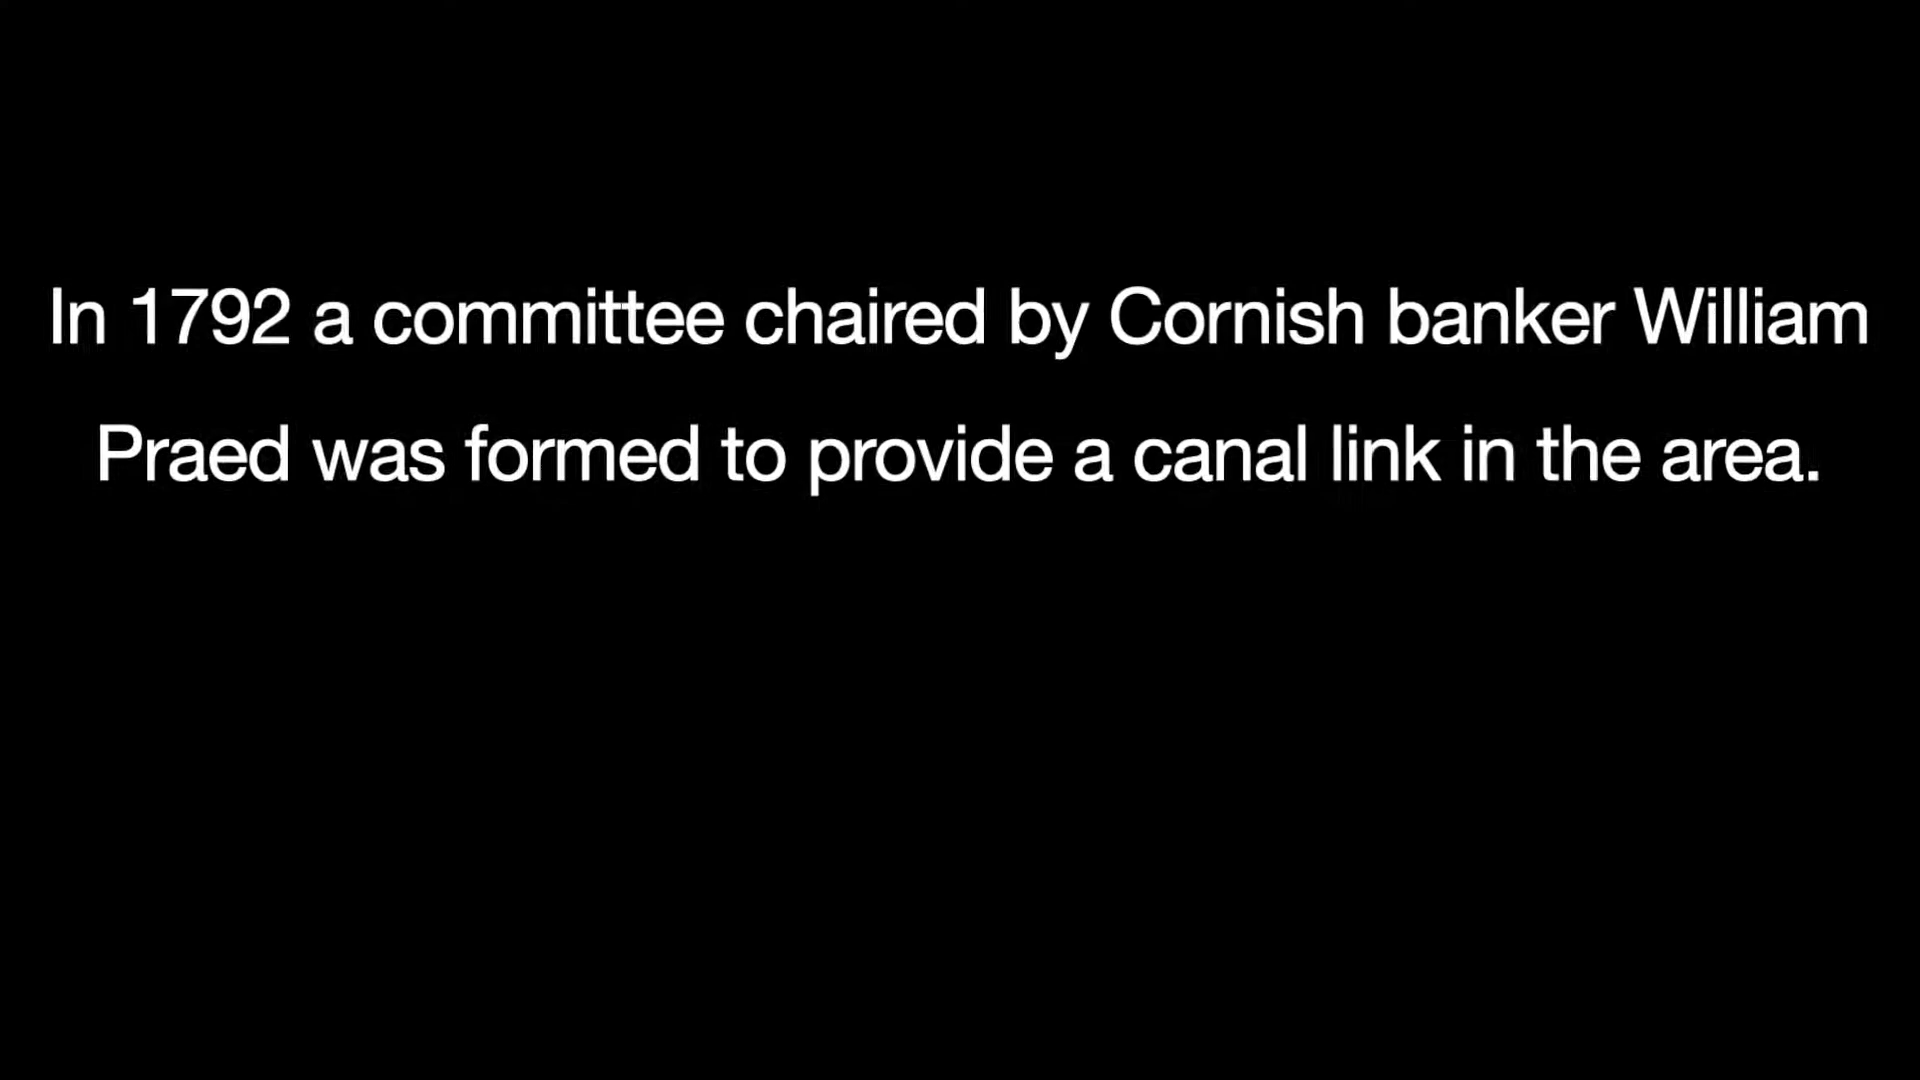 In 1792 a committee chaired by Cornish banker William
Praed was formed to provide a canal link in the area.